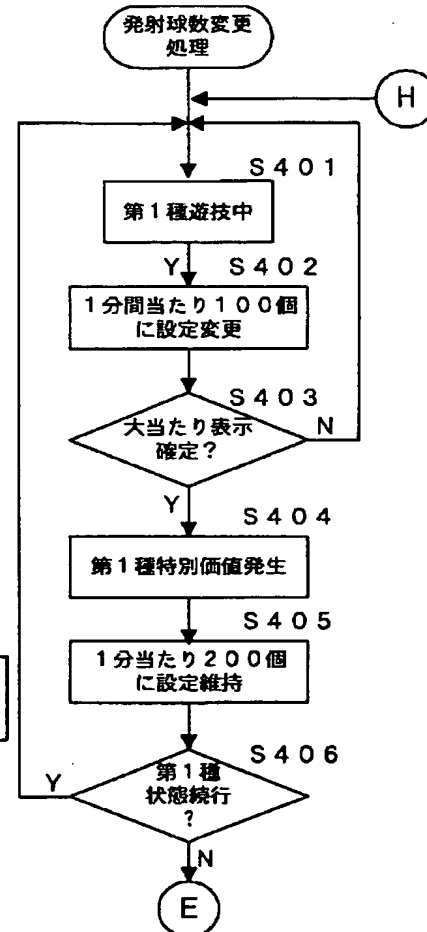 発射球数変更
処理
H
S401
第1種遊技中
Y
S402
1分間当たり100個
に設定変更
S403
大当たり表示
確定?
N
Y
S404
第1種特別価値発生
S405
1分当たり200個
に設定維持
S406
第1種
状態続行
?
Y
N
E